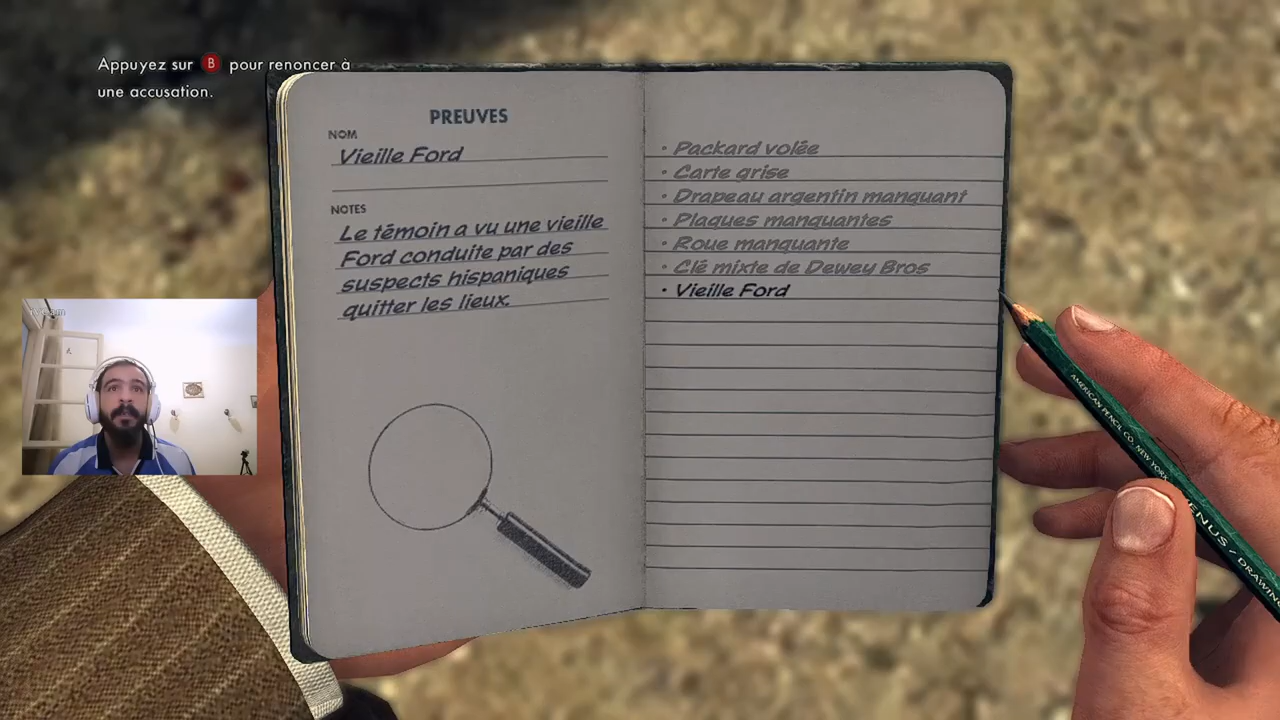 Appuyez sur B pour renoncer à
une accusation.
PREUVES
NOM
Vieille Ford
NOTES
Le témoin a vu une vieille
Ford conduite par des
suspects hispaniques
quitter les lieux.
• Packard volée
• Carte grise
• Drapeau argentin manquant
• Plaques manquantes
• Roue manquante
• Clé mixte de Dewey Bros
• Vieille Ford
AMERICAN PENCIL CO. NEW YORK
VENUS / DRAWING